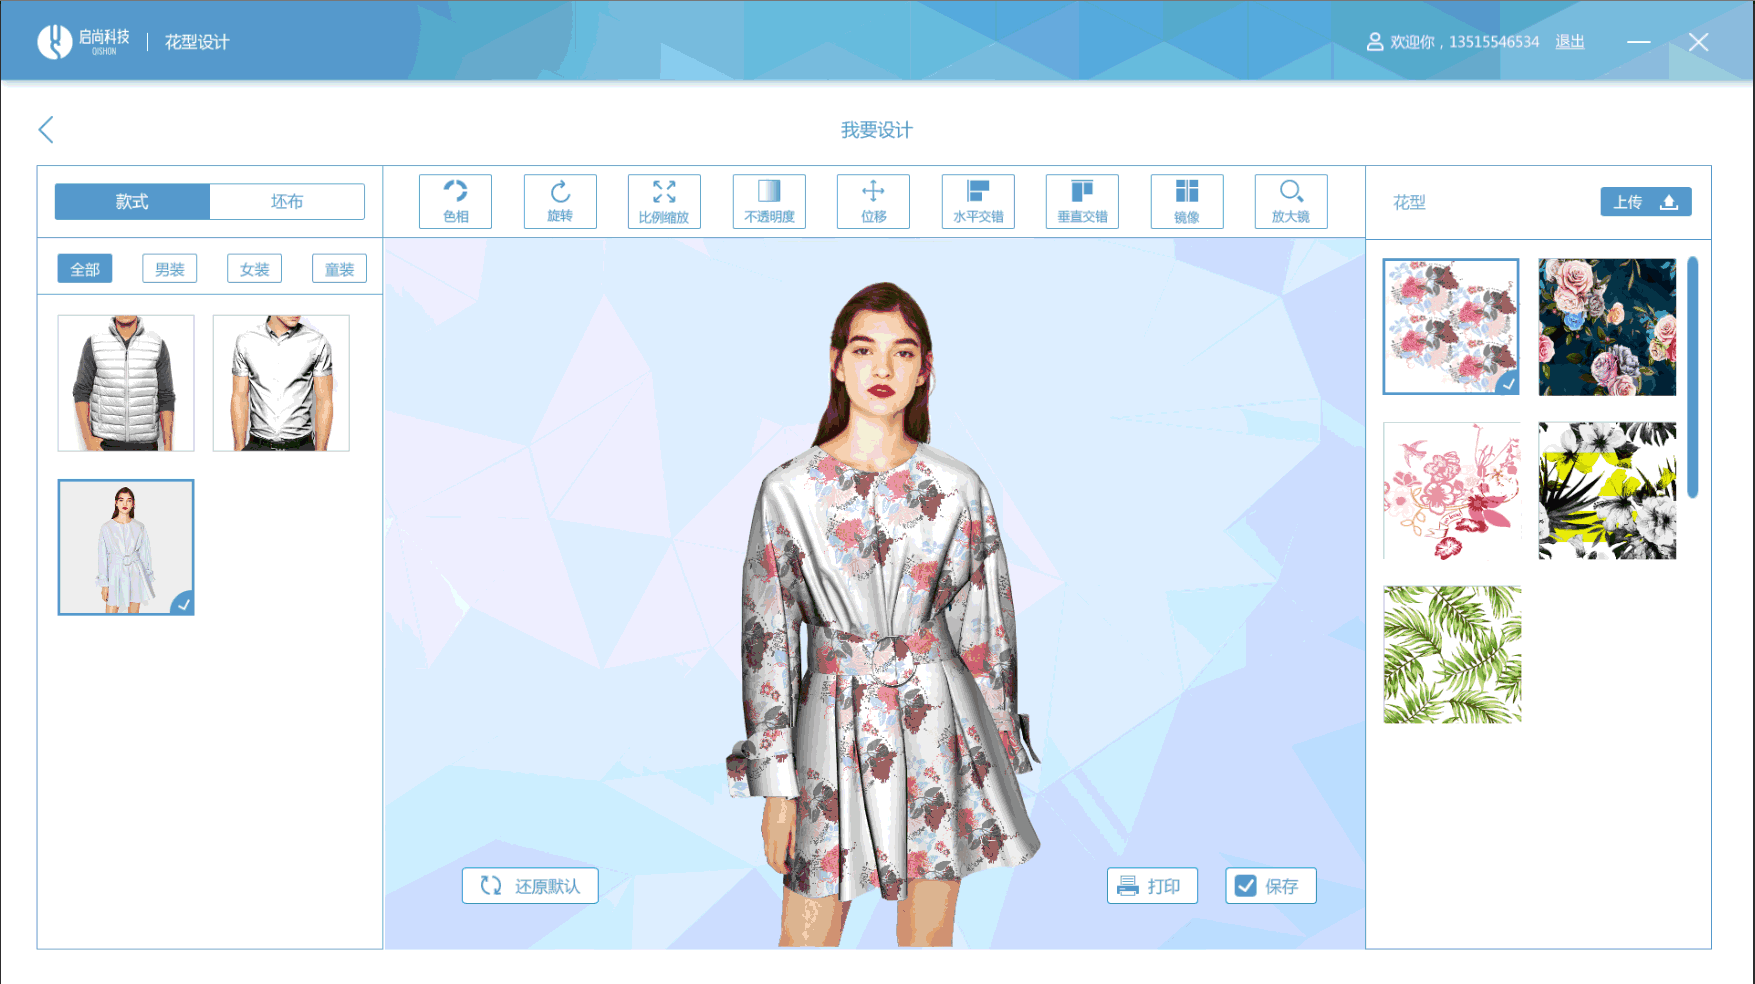 启尚科技
QISHON
花型设计
欢迎你，13515546534 退出
我要设计
款式 坯布
色相 旋转 比例缩放 不透明度 位移 水平交错 垂直交错 镜像 放大镜
花型 上传
全部 男装 女装 童装
还原默认 打印 保存